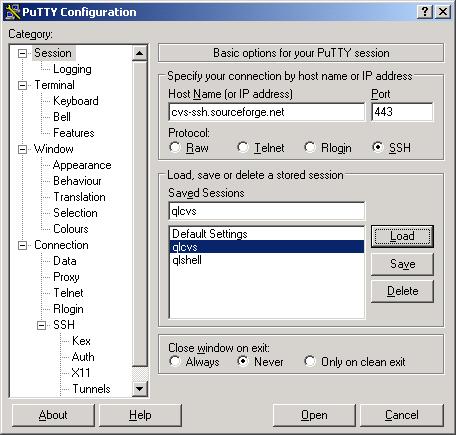 PuTTY Configuration
Category:
Session
Logging
Terminal
Keyboard
Bell
Features
Window
Appearance
Behaviour
Translation
Selection
Colours
Connection
Data
Proxy
Telnet
Rlogin
SSH
Kex
Auth
X11
Tunnels
Basic options for your PuTTY session
Specify your connection by host name or IP address
Host Name (or IP address) Port
cvs-ssh.sourceforge.net 443
Protocol:
Raw Telnet Rlogin SSH
Load, save or delete a stored session
Saved Sessions
qlcvs
Default Settings
qlcvs
qlshell
Load
Save
Delete
Close window on exit:
Always Never Only on clean exit
About Help Open Cancel